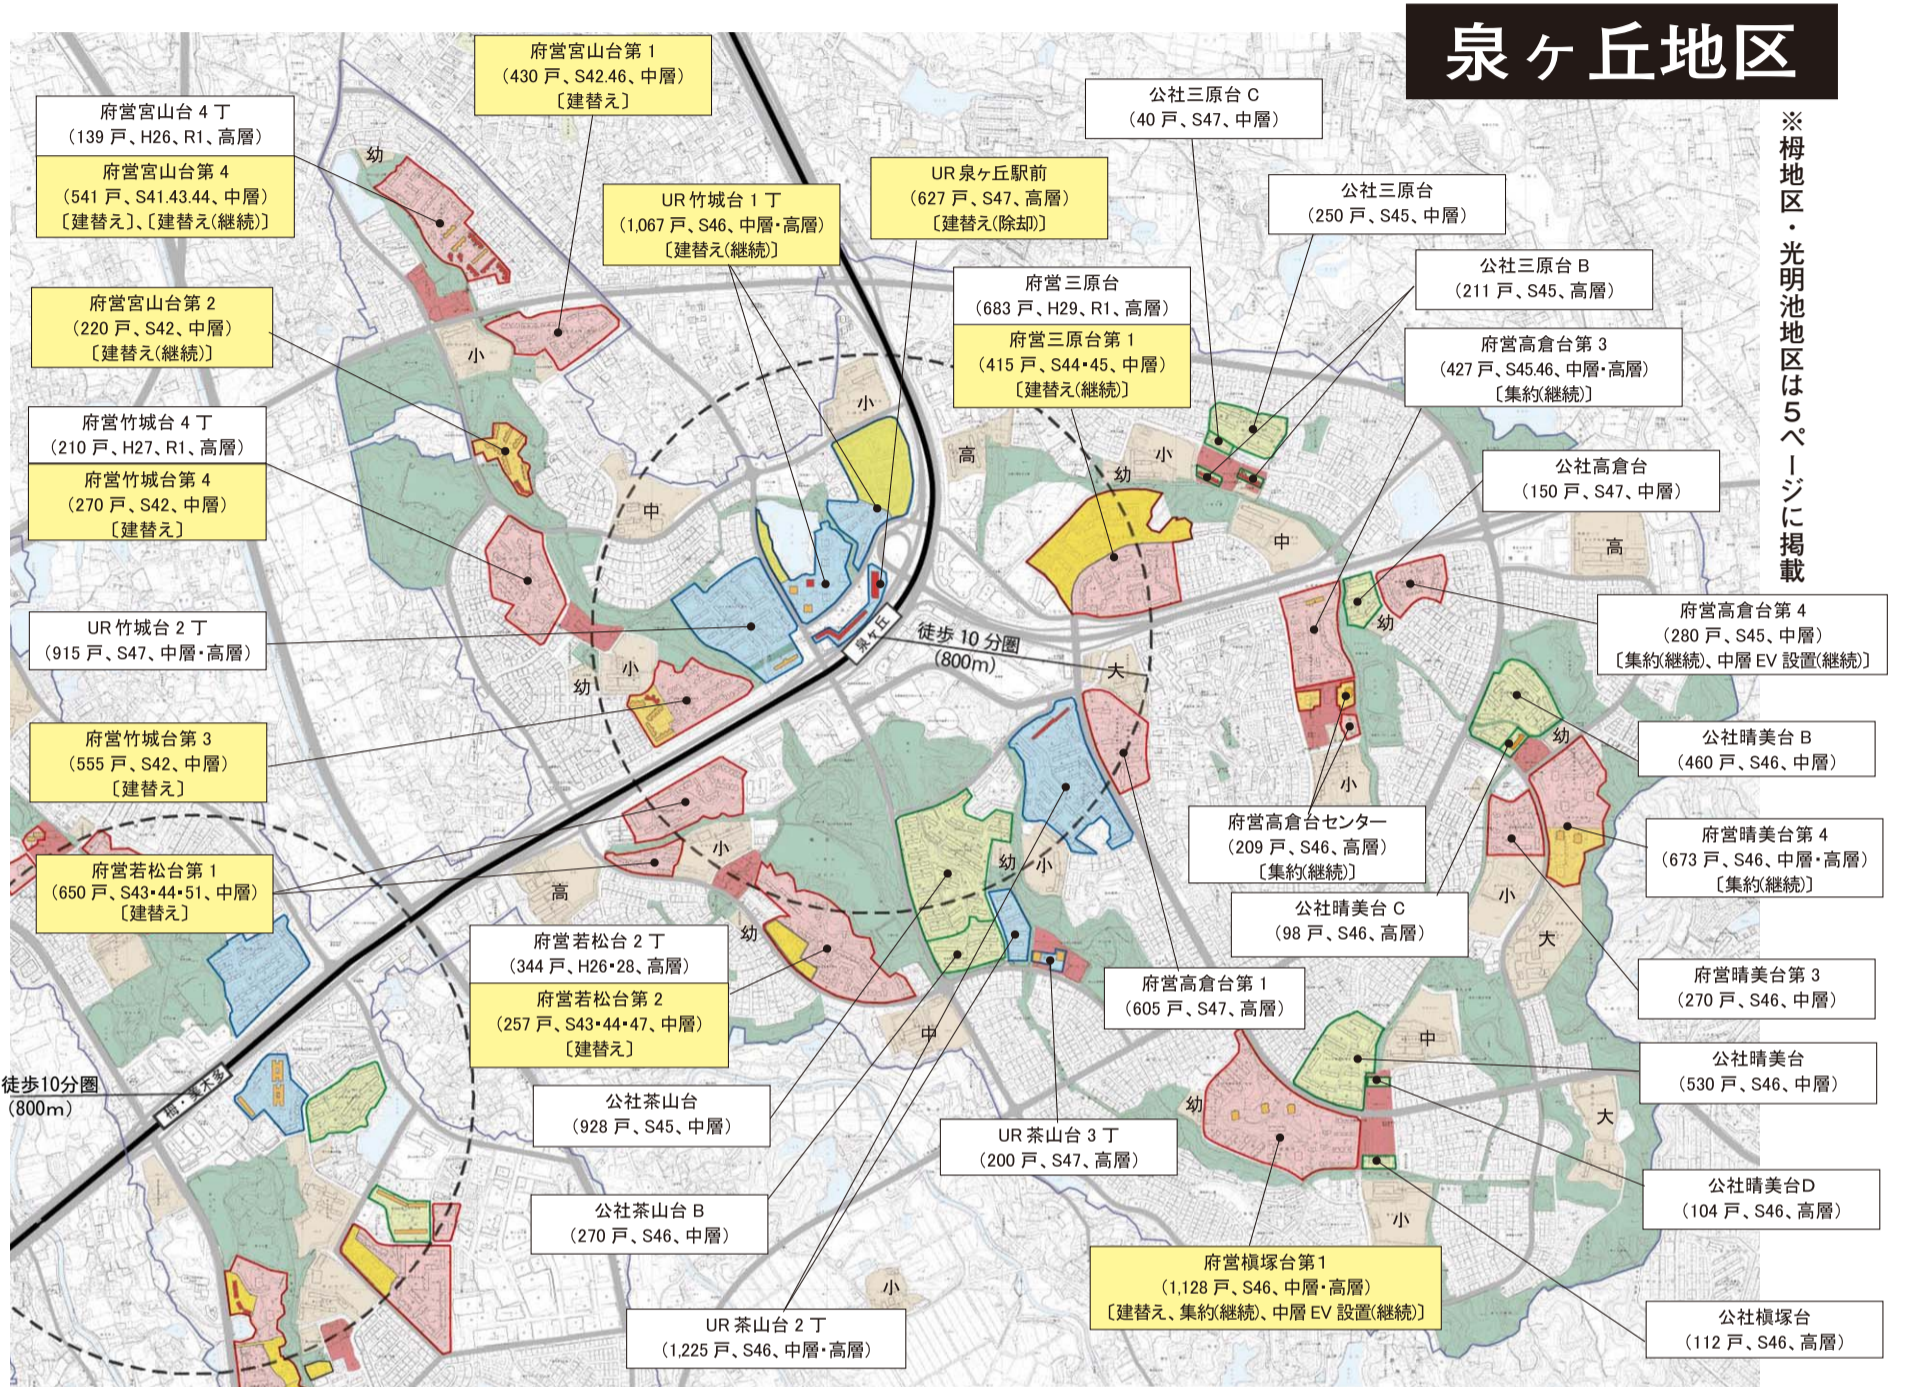 泉ヶ丘地区
※栂地区・光明池地区は5ページに掲載
府営宮山台第1
(430戸、S42.46、中層)
〔建替え〕
府営宮山台4丁
(139戸、H26、R1、高層)
府営宮山台第4
(541戸、S41.43.44、中層)
〔建替え〕、〔建替え(継続)〕
府営宮山台第2
(220戸、S42、中層)
〔建替え(継続)〕
府営竹城台4丁
(210戸、H27、R1、高層)
府営竹城台第4
(270戸、S42、中層)
〔建替え〕
UR竹城台2丁
(915戸、S47、中層・高層)
府営竹城台第3
(555戸、S42、中層)
〔建替え〕
府営若松台第1
(650戸、S43・44・51、中層)
〔建替え〕
UR竹城台1丁
(1,067戸、S46、中層・高層)
〔建替え(継続)〕
UR泉ヶ丘駅前
(627戸、S47、高層)
〔建替え(除却)〕
府営三原台
(683戸、H29、R1、高層)
府営三原台第1
(415戸、S44・45、中層)
〔建替え(継続)〕
公社三原台C
(40戸、S47、中層)
公社三原台
(250戸、S45、中層)
公社三原台B
(211戸、S45、高層)
府営高倉台第3
(427戸、S45.46、中層・高層)
〔集約(継続)〕
公社高倉台
(150戸、S47、中層)
府営高倉台第4
(280戸、S45、中層)
〔集約(継続)、中層EV設置(継続)〕
公社晴美台B
(460戸、S46、中層)
府営晴美台第4
(673戸、S46、中層・高層)
〔集約(継続)〕
府営高倉台センター
(209戸、S46、高層)
〔集約(継続)〕
公社晴美台C
(98戸、S46、高層)
府営晴美台第3
(270戸、S46、中層)
府営高倉台第1
(605戸、S47、高層)
公社晴美台
(530戸、S46、中層)
公社晴美台D
(104戸、S46、高層)
公社槇塚台
(112戸、S46、高層)
府営若松台2丁
(344戸、H26・28、高層)
府営若松台第2
(257戸、S43・44・47、中層)
〔建替え〕
公社茶山台
(928戸、S45、中層)
公社茶山台B
(270戸、S46、中層)
UR茶山台2丁
(1,225戸、S46、中層・高層)
UR茶山台3丁
(200戸、S47、高層)
府営槇塚台第1
(1,128戸、S46、中層・高層)
〔建替え、集約(継続)、中層EV設置(継続)〕
泉ヶ丘
徒歩10分圏
(800m)
栂・美木多
徒歩10分圏
(800m)
幼
小
小
中
高
小
幼
中
高
小
幼
大
幼
小
幼
小
高
幼
小
幼
中
小
大
中
幼
大
小
小